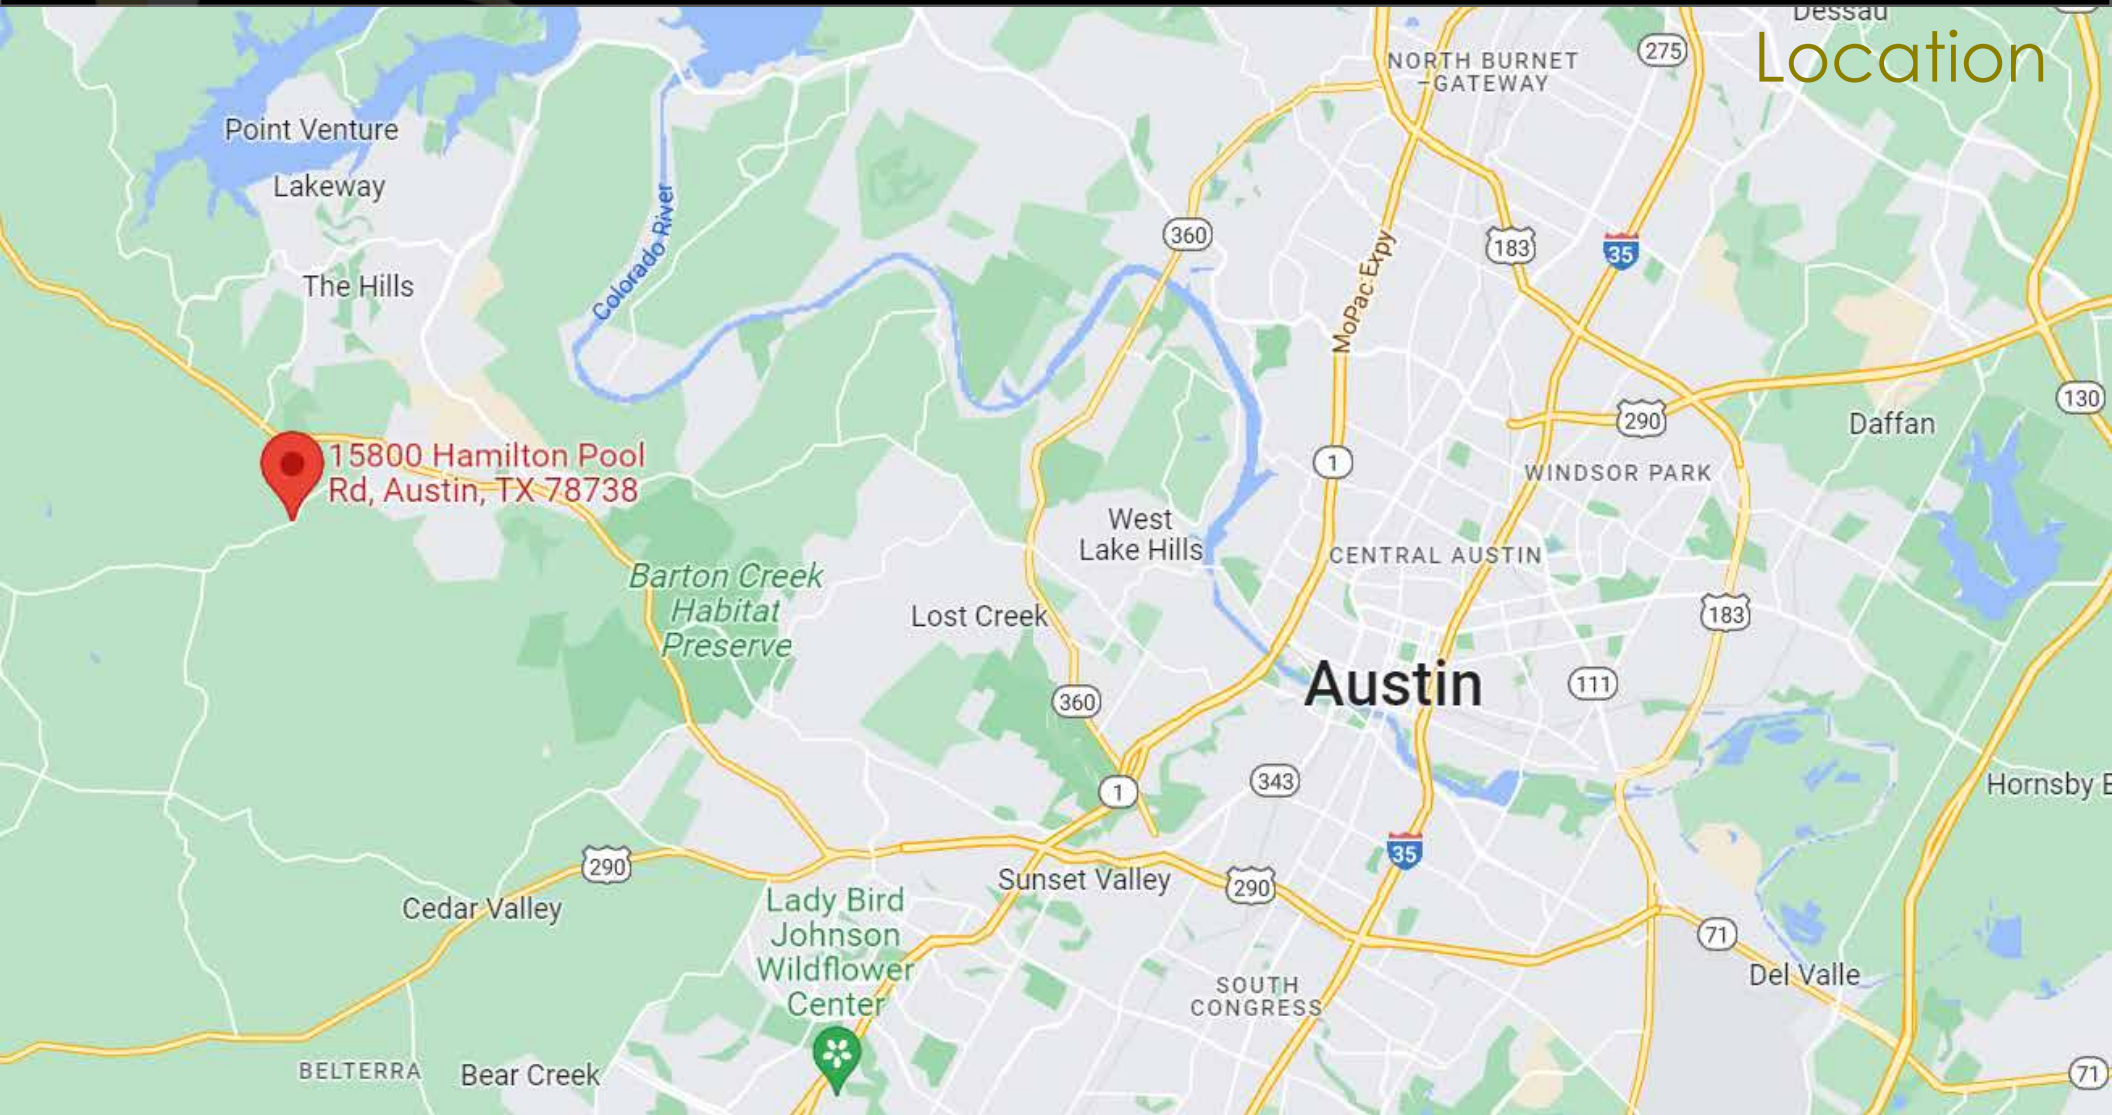 Dessau
Location
275
NORTH BURNET
-GATEWAY
Point Venture
Lakeway
Colorado River
360
183
35
The Hills
MoPac Expy
130
290
Daffan
15800 Hamilton Pool
Rd, Austin, TX 78738
1
WINDSOR PARK
West
Lake Hills
CENTRAL AUSTIN
Barton Creek
Habitat
Preserve
Lost Creek
183
Austin
111
360
343
1
Hornsby B
35
290
Sunset Valley
290
Cedar Valley
Lady Bird
Johnson
Wildflower
Center
71
Del Valle
SOUTH
CONGRESS
BELTERRA
Bear Creek
71